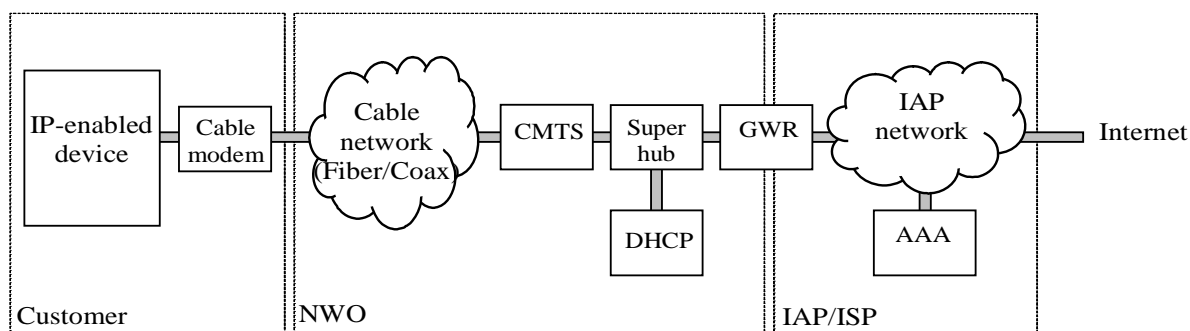 IP-enabled
device
Cable
modem
Cable
network
(Fiber/Coax)
CMTS
Super
hub
DHCP
GWR
IAP
network
AAA
Internet
Customer
NWO
IAP/ISP